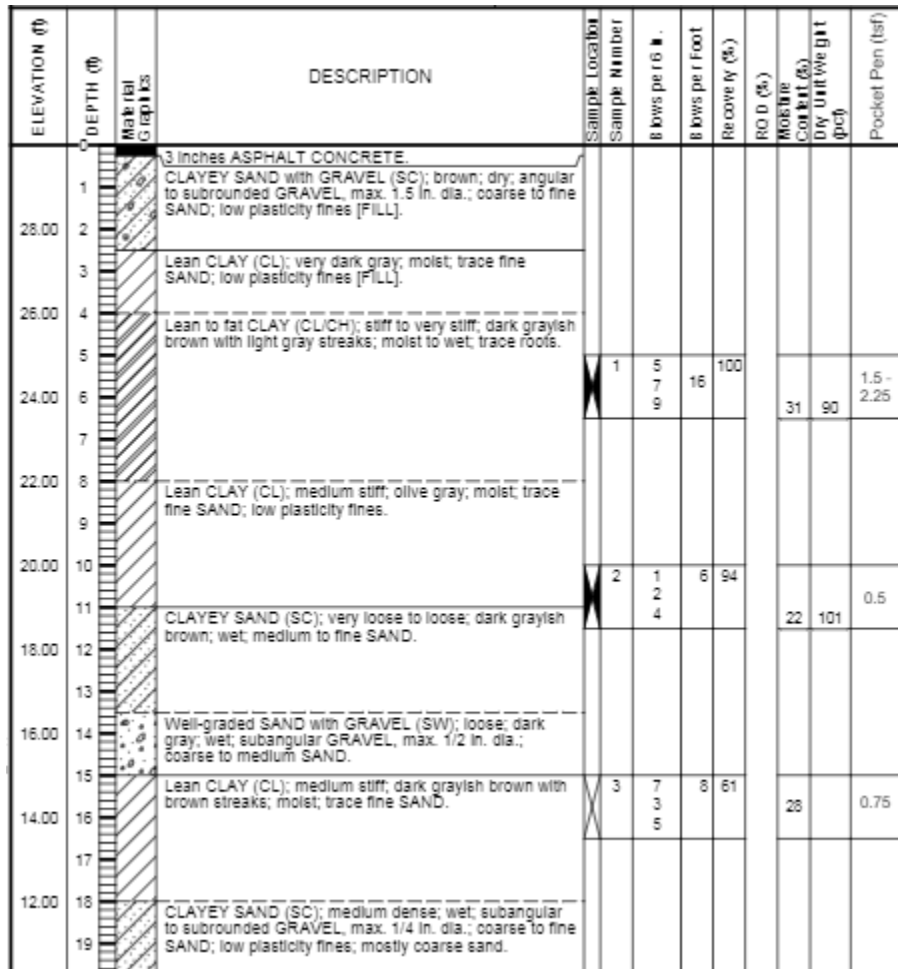 ELEVATION (ft)
DEPTH (ft)
Material Graphics
DESCRIPTION
Sample Location
Sample Number
Blows per 6 in.
Blows per Foot
Recovery (%)
RQD (%)
Moisture Content (%)
Dry Unit Weight (pcf)
Pocket Pen (tsf)
0
3 inches ASPHALT CONCRETE.
CLAYEY SAND with GRAVEL (SC); brown; dry; angular
1
to subrounded GRAVEL, max. 1.5 in. dia.; coarse to fine
SAND; low plasticity fines [FILL].
28.00 2
Lean CLAY (CL); very dark gray; moist; trace fine
3
SAND; low plasticity fines [FILL].
26.00 4
Lean to fat CLAY (CL/CH); stiff to very stiff; dark grayish
brown with light gray streaks; moist to wet; trace roots.
5 1 5 100
7 16 1.5 -
24.00 6 9 31 90 2.25
7
22.00 8
Lean CLAY (CL); medium stiff; olive gray; moist; trace
fine SAND; low plasticity fines.
9
20.00 10 2 1 6 94
2 0.5
11 4 22 101
CLAYEY SAND (SC); very loose to loose; dark grayish
brown; wet; medium to fine SAND.
18.00 12
13
Well-graded SAND with GRAVEL (SW); loose; dark
16.00 14
gray; wet; subangular GRAVEL, max. 1/2 in. dia.;
coarse to medium SAND.
15
Lean CLAY (CL); medium stiff; dark grayish brown with 3 7 8 61
brown streaks; moist; trace fine SAND. 3 28 0.75
14.00 16 5
17
12.00 18
CLAYEY SAND (SC); medium dense; wet; subangular
to subrounded GRAVEL, max. 1/4 in. dia.; coarse to fine
19
SAND; low plasticity fines; mostly coarse sand.